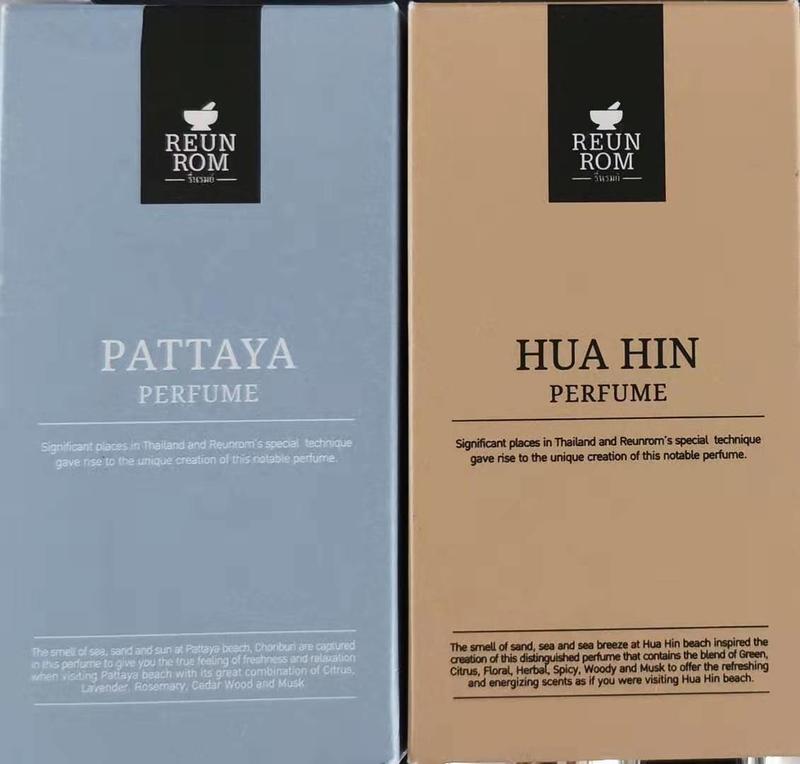 REUN
ROM
รื่นรมย์
PATTAYA
PERFUME
Significant places in Thailand and Reunrom's special technique
gave rise to the unique creation of this notable perfume.
The smell of sea, sand and sun at Pattaya beach, Chonburi are captured
in this perfume to give you the true feeling of freshness and relaxation
when visiting Pattaya beach with its great combination of Citrus,
Lavender, Rosemary, Cedar Wood and Musk
REUN
ROM
รื่นรมย์
HUA HIN
PERFUME
Significant places in Thailand and Reunrom's special technique
gave rise to the unique creation of this notable perfume.
The smell of sand, sea and sea breeze at Hua Hin beach inspired the
creation of this distinguished perfume that contains the blend of Green,
Citrus, Floral, Herbal, Spicy, Woody and Musk to offer the refreshing
and energizing scents as if you were visiting Hua Hin beach.